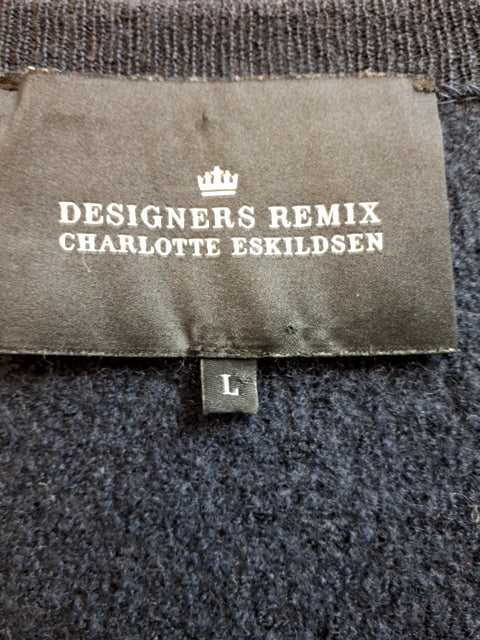 DESIGNERS REMIX
CHARLOTTE ESKILDSEN
L